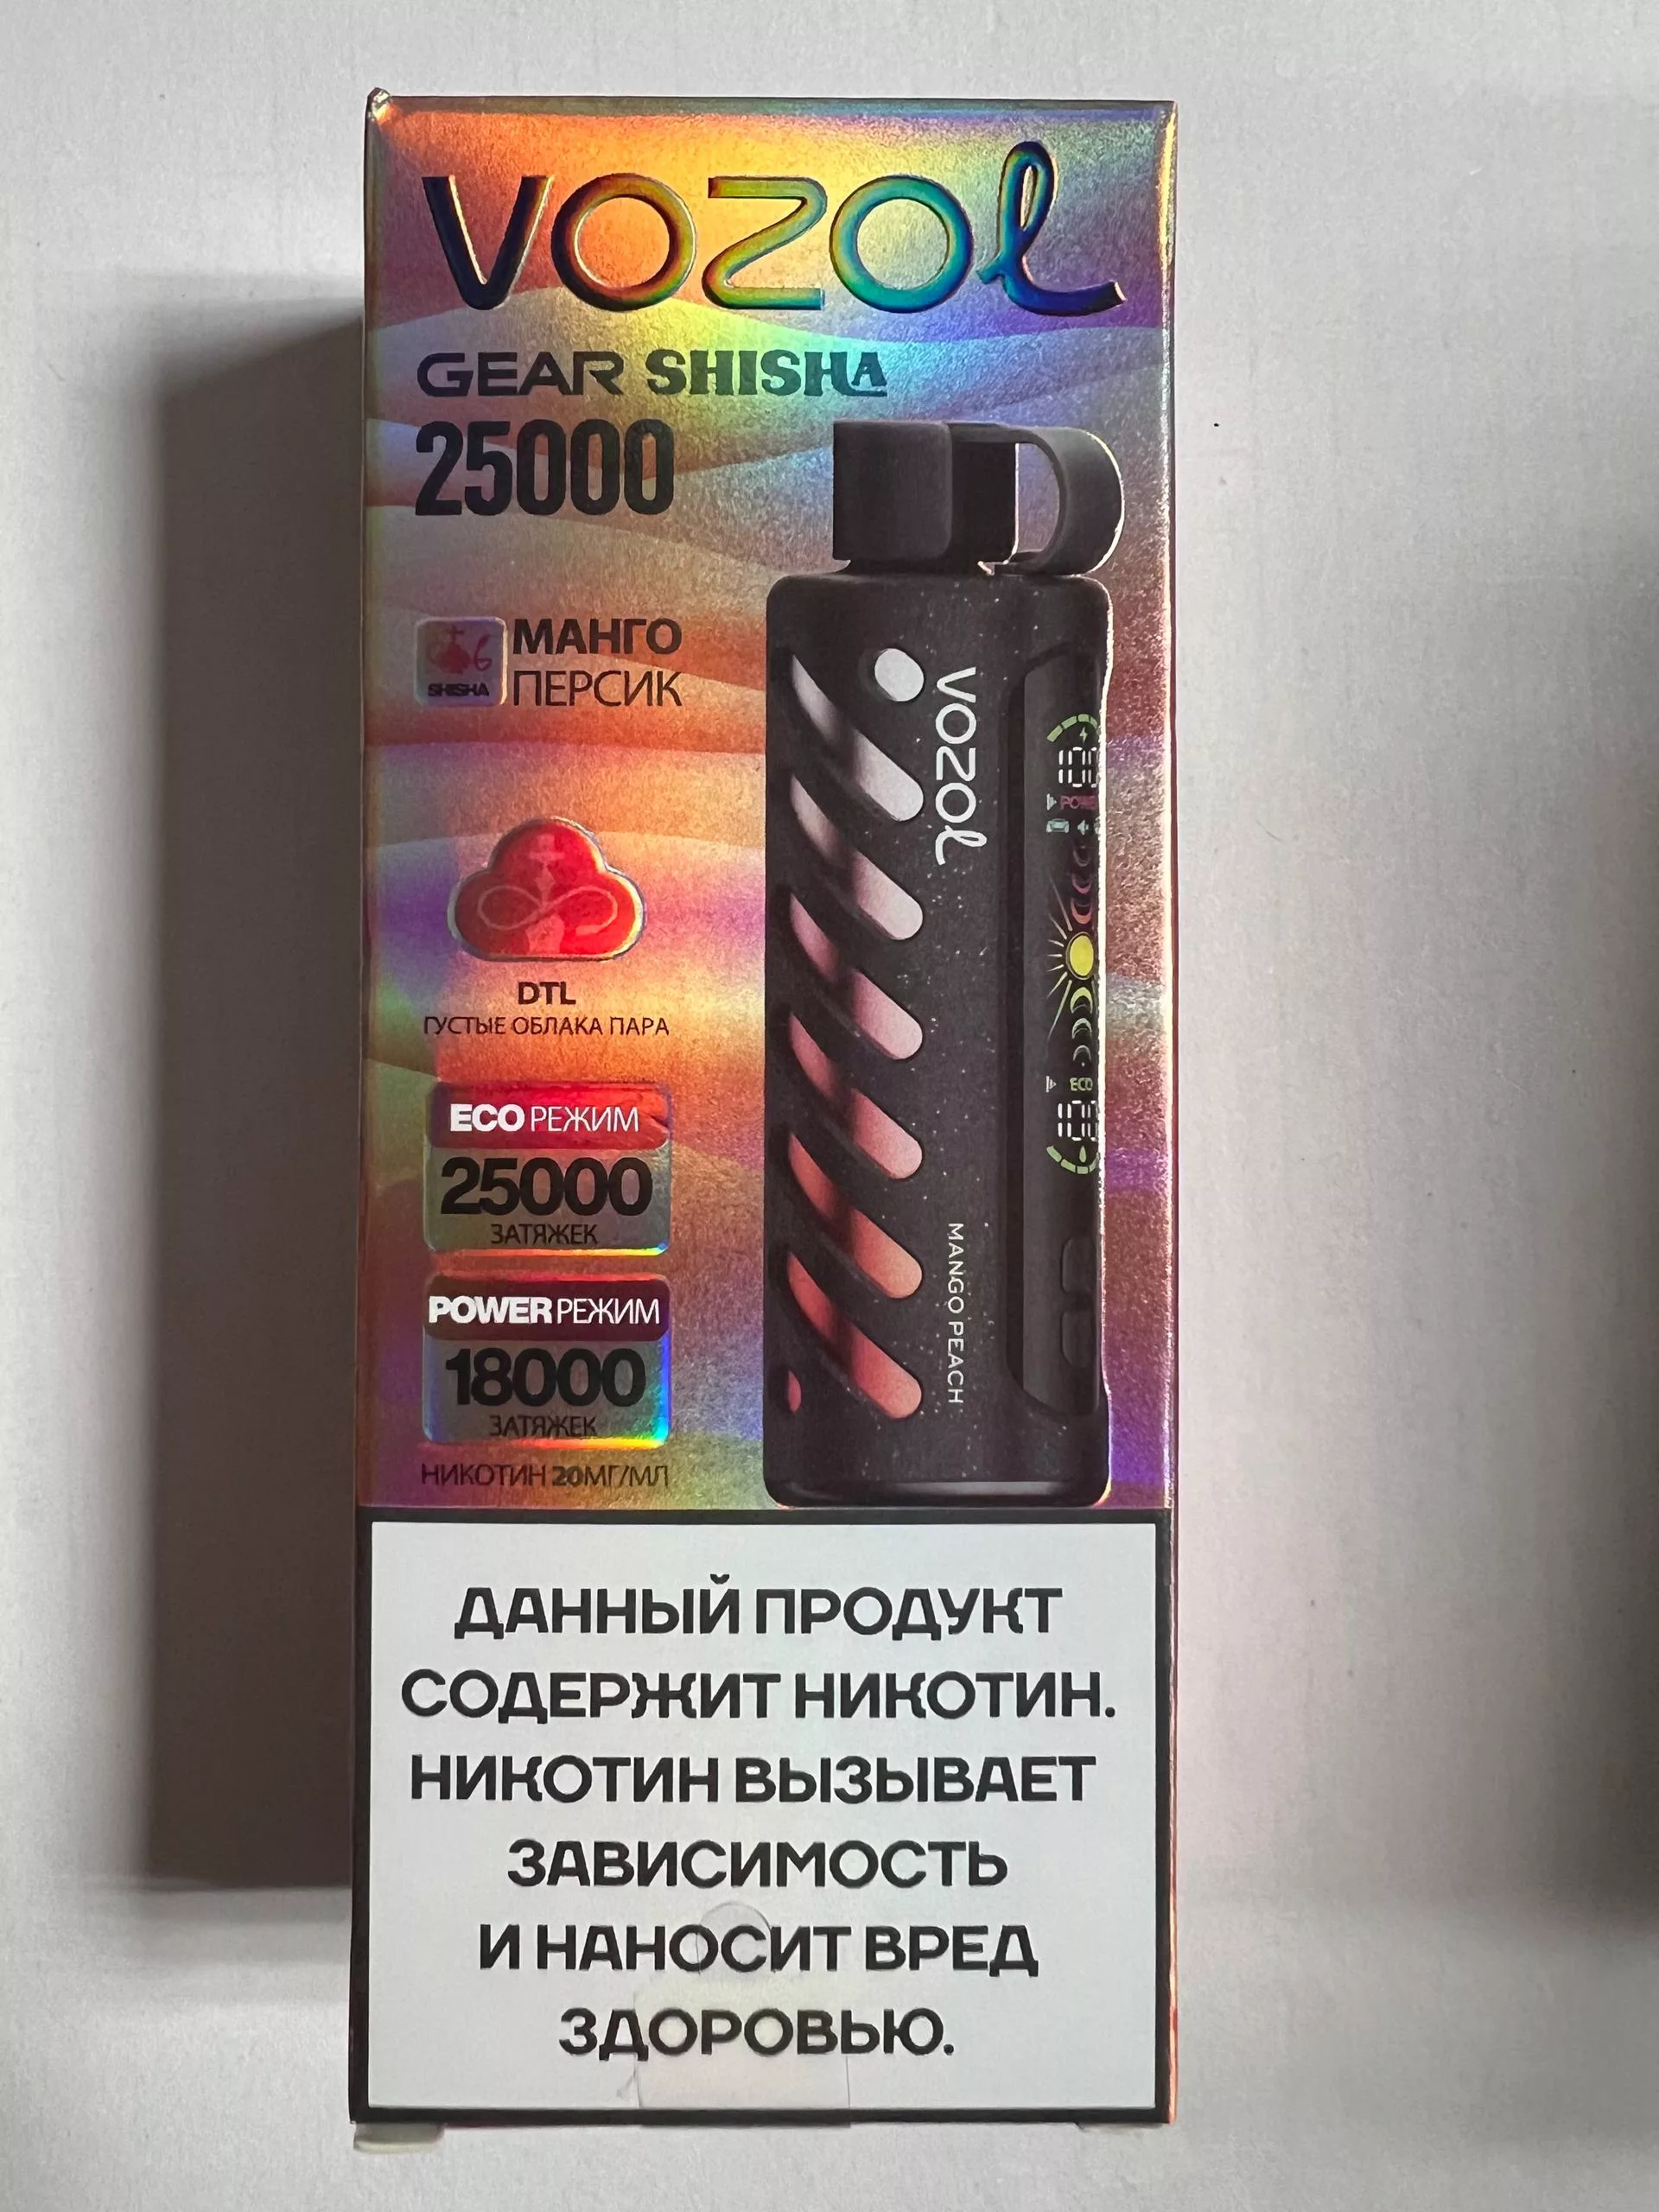 VOZOL
GEAR SHISHA
25000
SHISHA
МАНГО
ПЕРСИК
DTL
ГУСТЫЕ ОБЛАКА ПАРА
ECO РЕЖИМ
25000
ЗАТЯЖЕК
POWER РЕЖИМ
18000
ЗАТЯЖЕК
НИКОТИН 20МГ/МЛ
VOZOL
MANGO PEACH
ECO
ДАННЫЙ ПРОДУКТ
СОДЕРЖИТ НИКОТИН.
НИКОТИН ВЫЗЫВАЕТ
ЗАВИСИМОСТЬ
И НАНОСИТ ВРЕД
ЗДОРОВЬЮ.